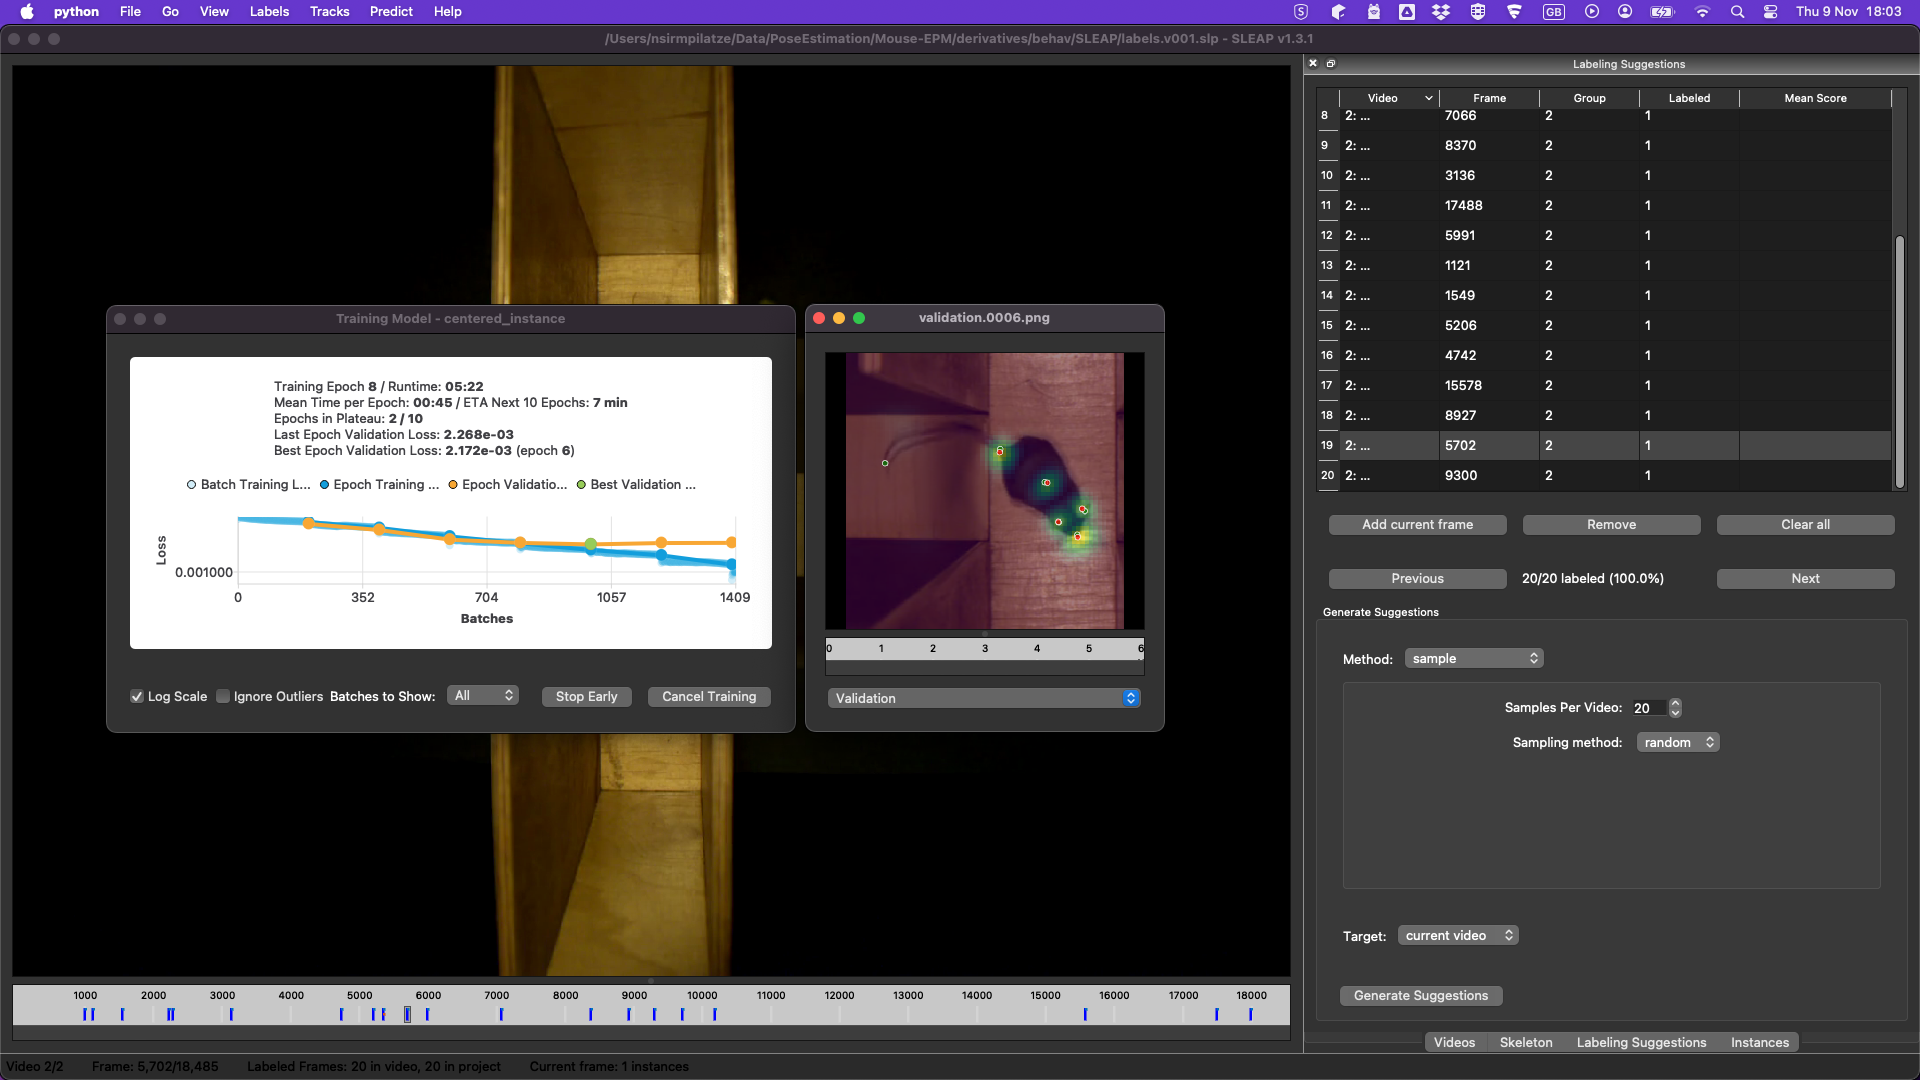 python File Go View Labels Tracks Predict Help
GB Thu 9 Nov 18:03
/Users/nsirmpilatze/Data/PoseEstimation/Mouse-EPM/derivatives/behav/SLEAP/labels.v001.slp - SLEAP v1.3.1
Labeling Suggestions
Video Frame Group Labeled Mean Score
8 2: ... 7066 2 1
9 2: ... 8370 2 1
10 2: ... 3136 2 1
11 2: ... 17488 2 1
12 2: ... 5991 2 1
13 2: ... 1121 2 1
14 2: ... 1549 2 1
15 2: ... 5206 2 1
16 2: ... 4742 2 1
17 2: ... 15578 2 1
18 2: ... 8927 2 1
19 2: ... 5702 2 1
20 2: ... 9300 2 1
Add current frame Remove Clear all
Previous 20/20 labeled (100.0%) Next
Generate Suggestions
Method: sample
Samples Per Video: 20
Sampling method: random
Target: current video
Generate Suggestions
Videos Skeleton Labeling Suggestions Instances
Training Model - centered_instance
Training Epoch 8 / Runtime: 05:22
Mean Time per Epoch: 00:45 / ETA Next 10 Epochs: 7 min
Epochs in Plateau: 2 / 10
Last Epoch Validation Loss: 2.268e-03
Best Epoch Validation Loss: 2.172e-03 (epoch 6)
Batch Training L... Epoch Training ... Epoch Validatio... Best Validation ...
Loss
0.001000
0 352 704 1057 1409
Batches
Log Scale Ignore Outliers Batches to Show: All Stop Early Cancel Training
validation.0006.png
0 1 2 3 4 5 6
Validation
1000 2000 3000 4000 5000 6000 7000 8000 9000 10000 11000 12000 13000 14000 15000 16000 17000 18000
Video 2/2 Frame: 5,702/18,485 Labeled Frames: 20 in video, 20 in project Current frame: 1 instances